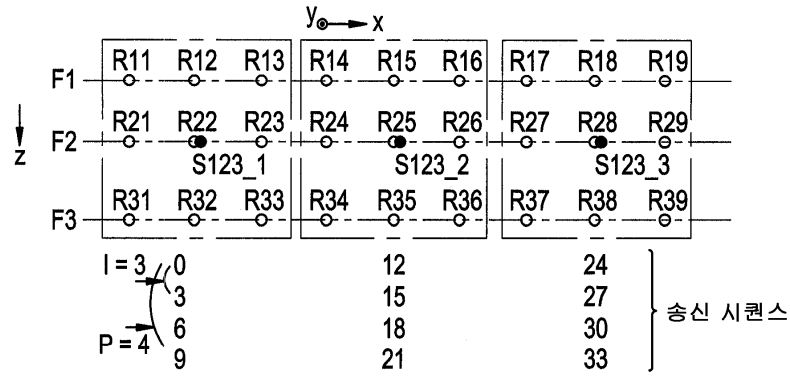 y x
R11 R12 R13 R14 R15 R16 R17 R18 R19
F1
R21 R22 R23 R24 R25 R26 R27 R28 R29
F2
z
S123_1 S123_2 S123_3
R31 R32 R33 R34 R35 R36 R37 R38 R39
F3
I = 3 0 12 24
3 15 27
송신 시퀀스
6 18 30
P = 4
9 21 33